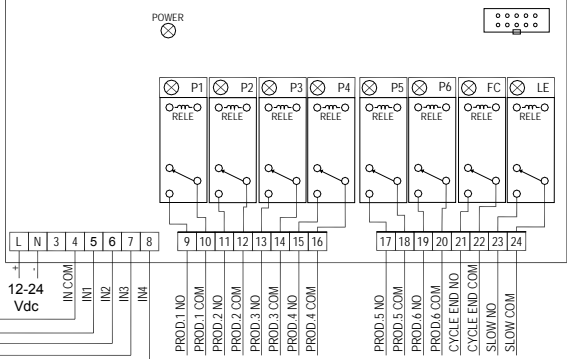 POWER
P1 P2 P3 P4 P5 P6 FC LE
RELE RELE RELE RELE RELE RELE RELE RELE
L N 3 4 5 6 7 8 9 10 11 12 13 14 15 16 17 18 19 20 21 22 23 24
+ -
12-24
Vdc
IN COM
IN1
IN2
IN3
IN4
PROD.1 NO
PROD.1 COM
PROD.2 NO
PROD.2 COM
PROD.3 NO
PROD.3 COM
PROD.4 NO
PROD.4 COM
PROD.5 NO
PROD.5 COM
PROD.6 NO
PROD.6 COM
CYCLE END NO
CYCLE END COM
SLOW NO
SLOW COM